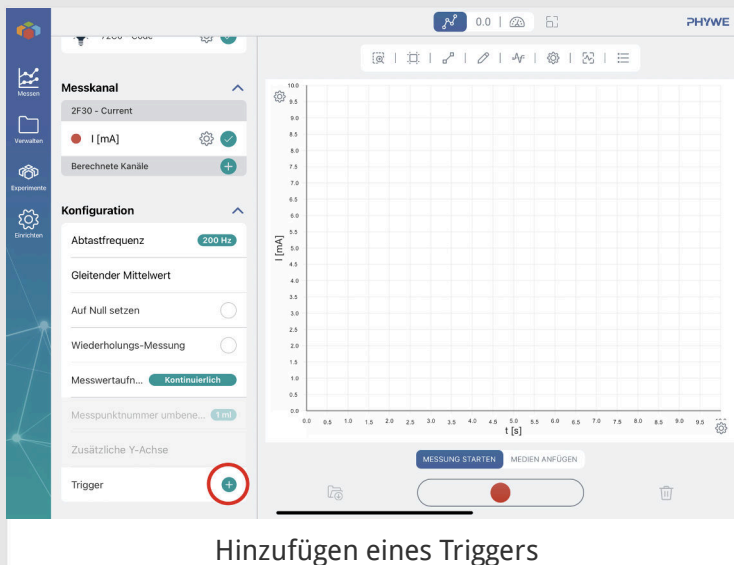 0.0
PHYWE
72C0 - Code
Messkanal
2F30 - Current
I [mA]
Berechnete Kanäle
Konfiguration
Abtastfrequenz 200 Hz
Gleitender Mittelwert
Auf Null setzen
Wiederholungs-Messung
Messwertaufn... Kontinuierlich
Messpunktnummer umbene... 1 ml
Zusätzliche Y-Achse
Trigger
Messen
Verwalten
Experimente
Einrichten
10.0
9.5
9.0
8.5
8.0
7.5
7.0
6.5
6.0
5.5
5.0
4.5
4.0
3.5
3.0
2.5
2.0
1.5
1.0
0.5
0.0
I [mA]
0.0 0.5 1.0 1.5 2.0 2.5 3.0 3.5 4.0 4.5 5.0 5.5 6.0 6.5 7.0 7.5 8.0 8.5 9.0 9.5
t [s]
MESSUNG STARTEN MEDIEN ANFÜGEN
Hinzufügen eines Triggers